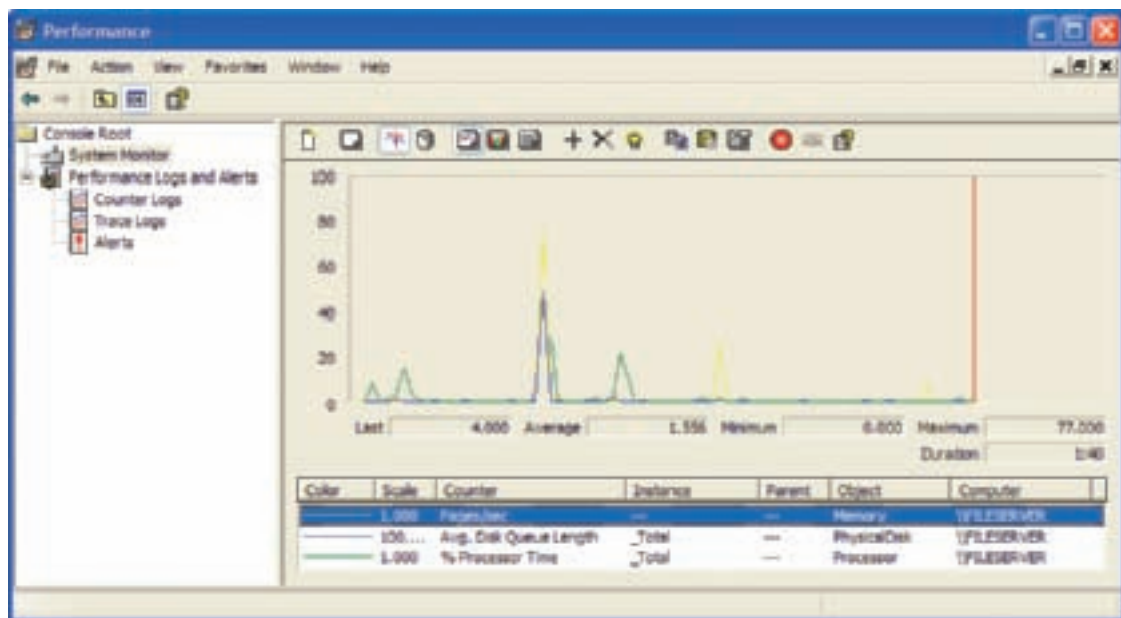 Performance
File Action View Favorites Window Help
Console Root
System Monitor
Performance Logs and Alerts
Counter Logs
Trace Logs
Alerts
100
80
60
40
20
0
Last 4.000 Average 1.556 Minimum 0.000 Maximum 77.000
Duration 1:40
Color Scale Counter Instance Parent Object Computer
1.000 Pages/sec --- --- Memory \\FILESERVER
100.... Avg. Disk Queue Length _Total --- PhysicalDisk \\FILESERVER
1.000 % Processor Time _Total --- Processor \\FILESERVER